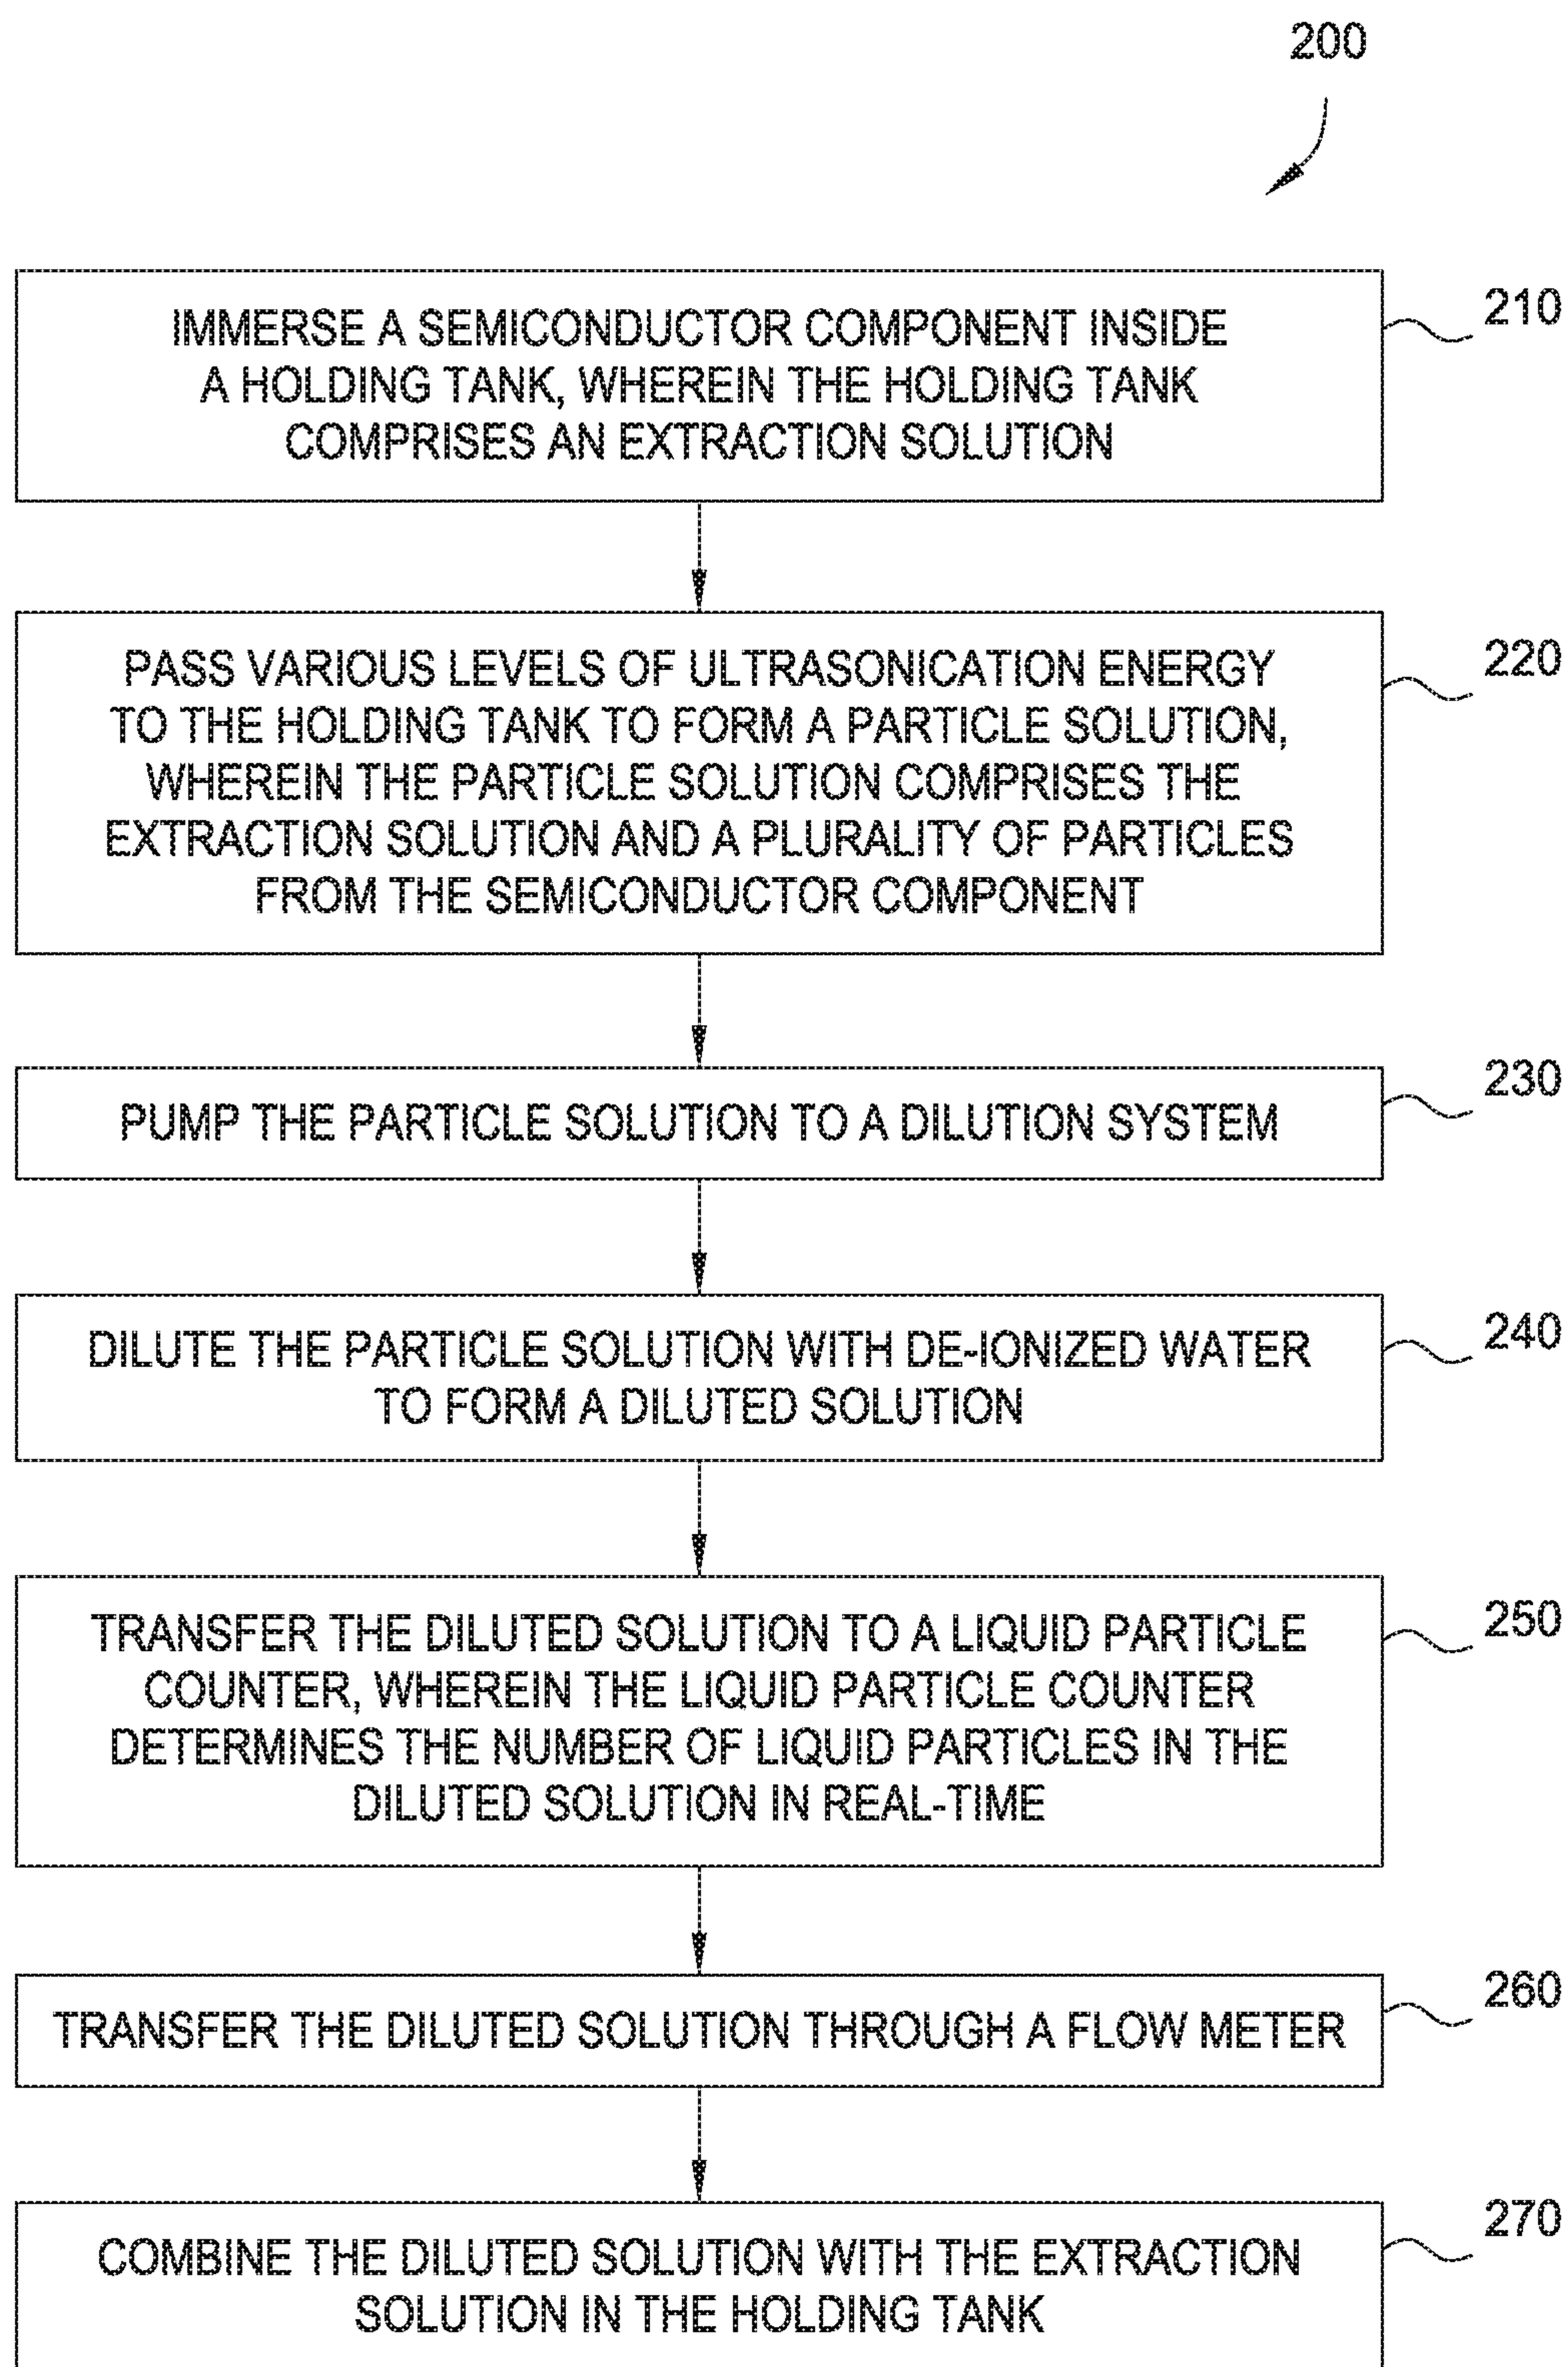 200
IMMERSE A SEMICONDUCTOR COMPONENT INSIDE
A HOLDING TANK, WHEREIN THE HOLDING TANK
COMPRISES AN EXTRACTION SOLUTION
210
PASS VARIOUS LEVELS OF ULTRASONICATION ENERGY
TO THE HOLDING TANK TO FORM A PARTICLE SOLUTION,
WHEREIN THE PARTICLE SOLUTION COMPRISES THE
EXTRACTION SOLUTION AND A PLURALITY OF PARTICLES
FROM THE SEMICONDUCTOR COMPONENT
220
PUMP THE PARTICLE SOLUTION TO A DILUTION SYSTEM
230
DILUTE THE PARTICLE SOLUTION WITH DE-IONIZED WATER
TO FORM A DILUTED SOLUTION
240
TRANSFER THE DILUTED SOLUTION TO A LIQUID PARTICLE
COUNTER, WHEREIN THE LIQUID PARTICLE COUNTER
DETERMINES THE NUMBER OF LIQUID PARTICLES IN THE
DILUTED SOLUTION IN REAL-TIME
250
TRANSFER THE DILUTED SOLUTION THROUGH A FLOW METER
260
COMBINE THE DILUTED SOLUTION WITH THE EXTRACTION
SOLUTION IN THE HOLDING TANK
270